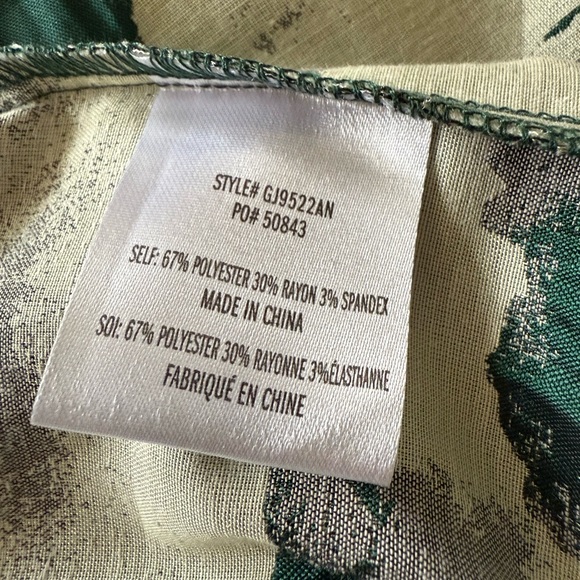 STYLE# GJ9522AN
PO# 50843
SELF: 67% POLYESTER 30% RAYON 3% SPANDEX
MADE IN CHINA
SOI: 67% POLYESTER 30% RAYONNE 3%ÉLASTHANNE
FABRIQUÉ EN CHINE